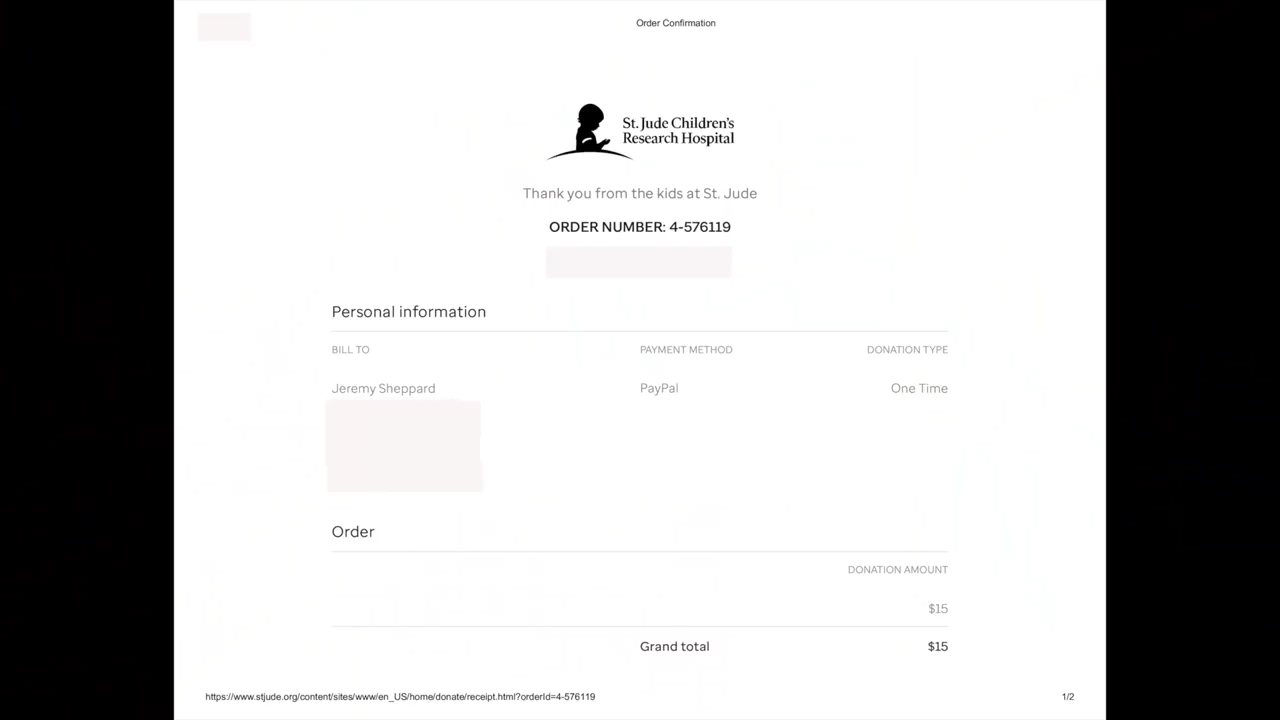 Order Confirmation
St. Jude Children's
Research Hospital
Thank you from the kids at St. Jude
ORDER NUMBER: 4-576119
Personal information
BILL TO PAYMENT METHOD DONATION TYPE
Jeremy Sheppard PayPal One Time
Order
DONATION AMOUNT
$15
Grand total $15
https://www.stjude.org/content/sites/www/en_US/home/donate/receipt.html?orderId=4-576119 1/2